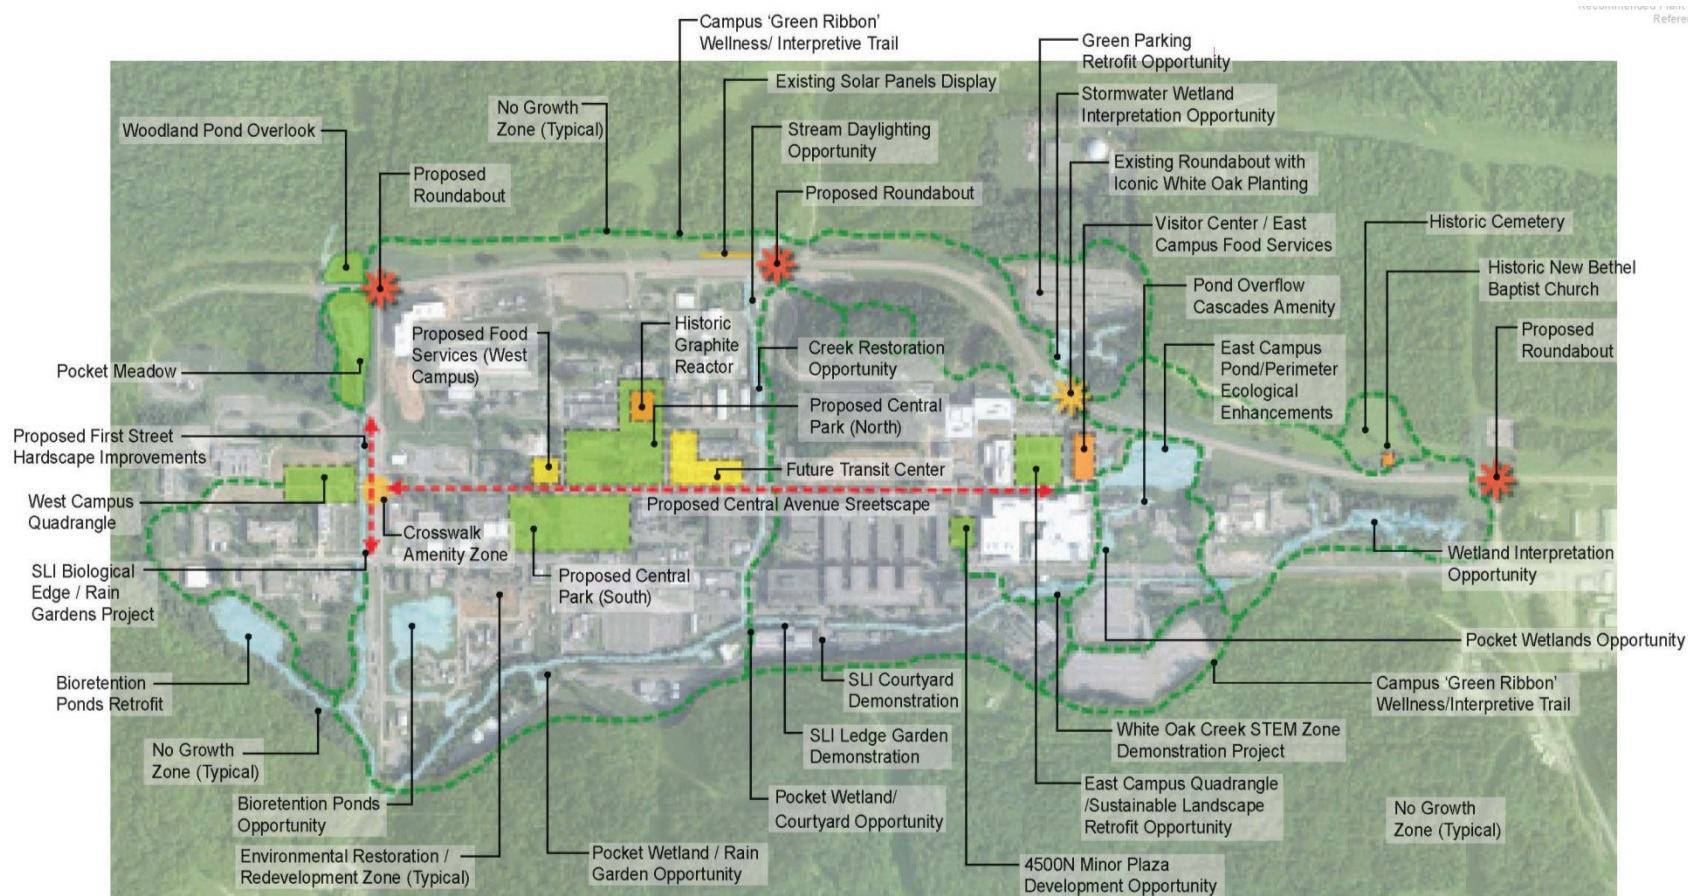 Recommended Plant
Refere
Campus ‘Green Ribbon’
Wellness/ Interpretive Trail
Green Parking
Retrofit Opportunity
Existing Solar Panels Display
Stormwater Wetland
Interpretation Opportunity
No Growth
Zone (Typical)
Woodland Pond Overlook
Stream Daylighting
Opportunity
Existing Roundabout with
Iconic White Oak Planting
Proposed
Roundabout
Proposed Roundabout
Visitor Center / East
Campus Food Services
Historic Cemetery
Historic New Bethel
Baptist Church
Pond Overflow
Cascades Amenity
Proposed
Roundabout
Proposed Food
Services (West
Campus)
Historic
Graphite
Reactor
Creek Restoration
Opportunity
East Campus
Pond/Perimeter
Ecological
Enhancements
Pocket Meadow
Proposed Central
Park (North)
Proposed First Street
Hardscape Improvements
Future Transit Center
West Campus
Quadrangle
Proposed Central Avenue Sreetscape
Crosswalk
Amenity Zone
Wetland Interpretation
Opportunity
SLI Biological
Edge / Rain
Gardens Project
Proposed Central
Park (South)
Pocket Wetlands Opportunity
Bioretention
Ponds Retrofit
SLI Courtyard
Demonstration
Campus ‘Green Ribbon’
Wellness/Interpretive Trail
No Growth
Zone (Typical)
SLI Ledge Garden
Demonstration
White Oak Creek STEM Zone
Demonstration Project
Bioretention Ponds
Opportunity
Pocket Wetland/
Courtyard Opportunity
East Campus Quadrangle
/Sustainable Landscape
Retrofit Opportunity
No Growth
Zone (Typical)
Environmental Restoration /
Redevelopment Zone (Typical)
Pocket Wetland / Rain
Garden Opportunity
4500N Minor Plaza
Development Opportunity